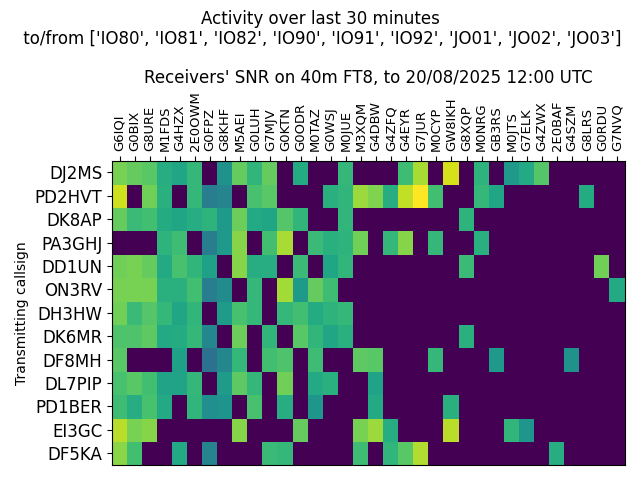 Activity over last 30 minutes
to/from ['IO80', 'IO81', 'IO82', 'IO90', 'IO91', 'IO92', 'JO01', 'JO02', 'JO03']
Receivers' SNR on 40m FT8, to 20/08/2025 12:00 UTC
G6IQI
G0BIX
G8URE
M1FDS
G4HZX
2E0OWM
G0FPZ
G8KHF
M5AEI
G0LUH
G7MJV
G0KTN
G0ODR
M0TAZ
G0WSJ
M0JUE
M3XQM
G4DBW
G4ZFQ
G4EYR
G7JUR
M0CYP
GW8IKH
G8XQP
M0NRG
GB3RS
M0JTS
G7ELK
G4ZWX
2E0BAF
G4SZM
G8LRS
G0RDU
G7NVQ
Transmitting callsign
DJ2MS
PD2HVT
DK8AP
PA3GHJ
DD1UN
ON3RV
DH3HW
DK6MR
DF8MH
DL7PIP
PD1BER
EI3GC
DF5KA